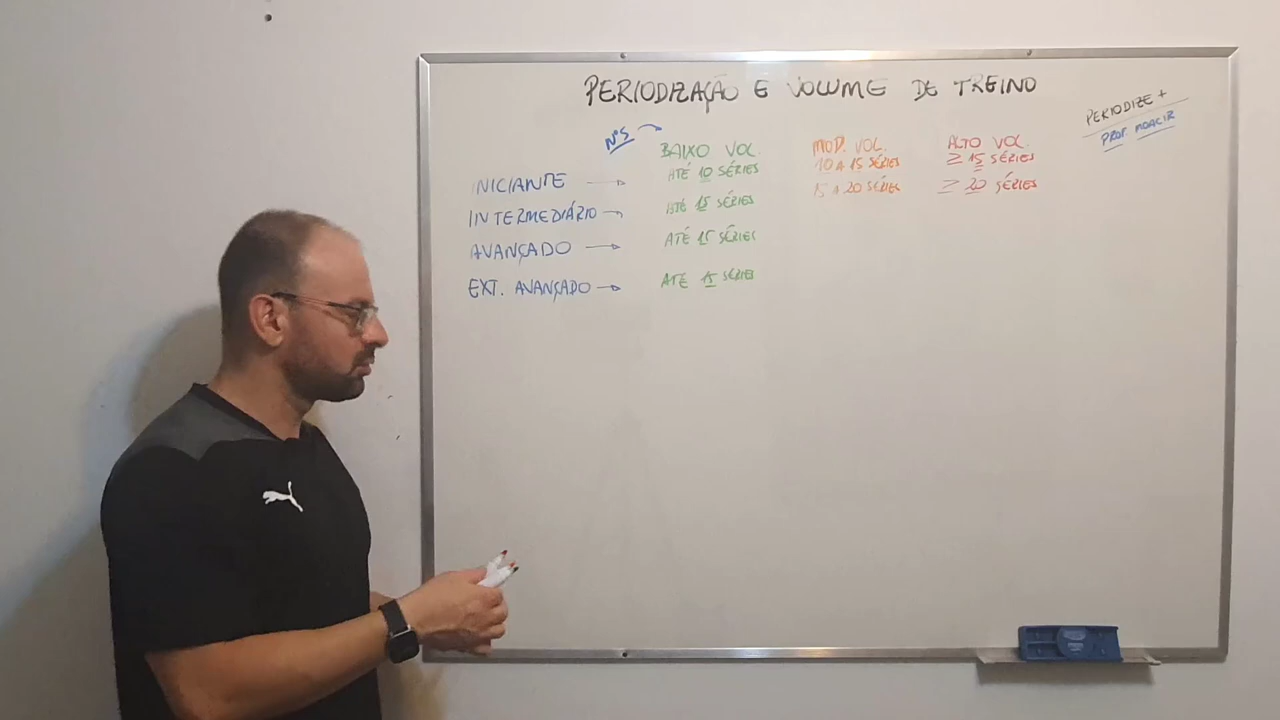 PERIODIZAÇÃO E VOLUME DE TREINO
PERIODIZE +
PROF. MOACIR
NºS
BAIXO VOL. MOD. VOL. ALTO VOL.
INICIANTE ATÉ 10 SÉRIES 10 A 15 SÉRIES ≥ 15 SÉRIES
INTERMEDIÁRIO ATÉ 15 SÉRIES 15 A 20 SÉRIES ≥ 20 SÉRIES
AVANÇADO ATÉ 15 SÉRIES
EXT. AVANÇADO ATÉ 15 SÉRIES